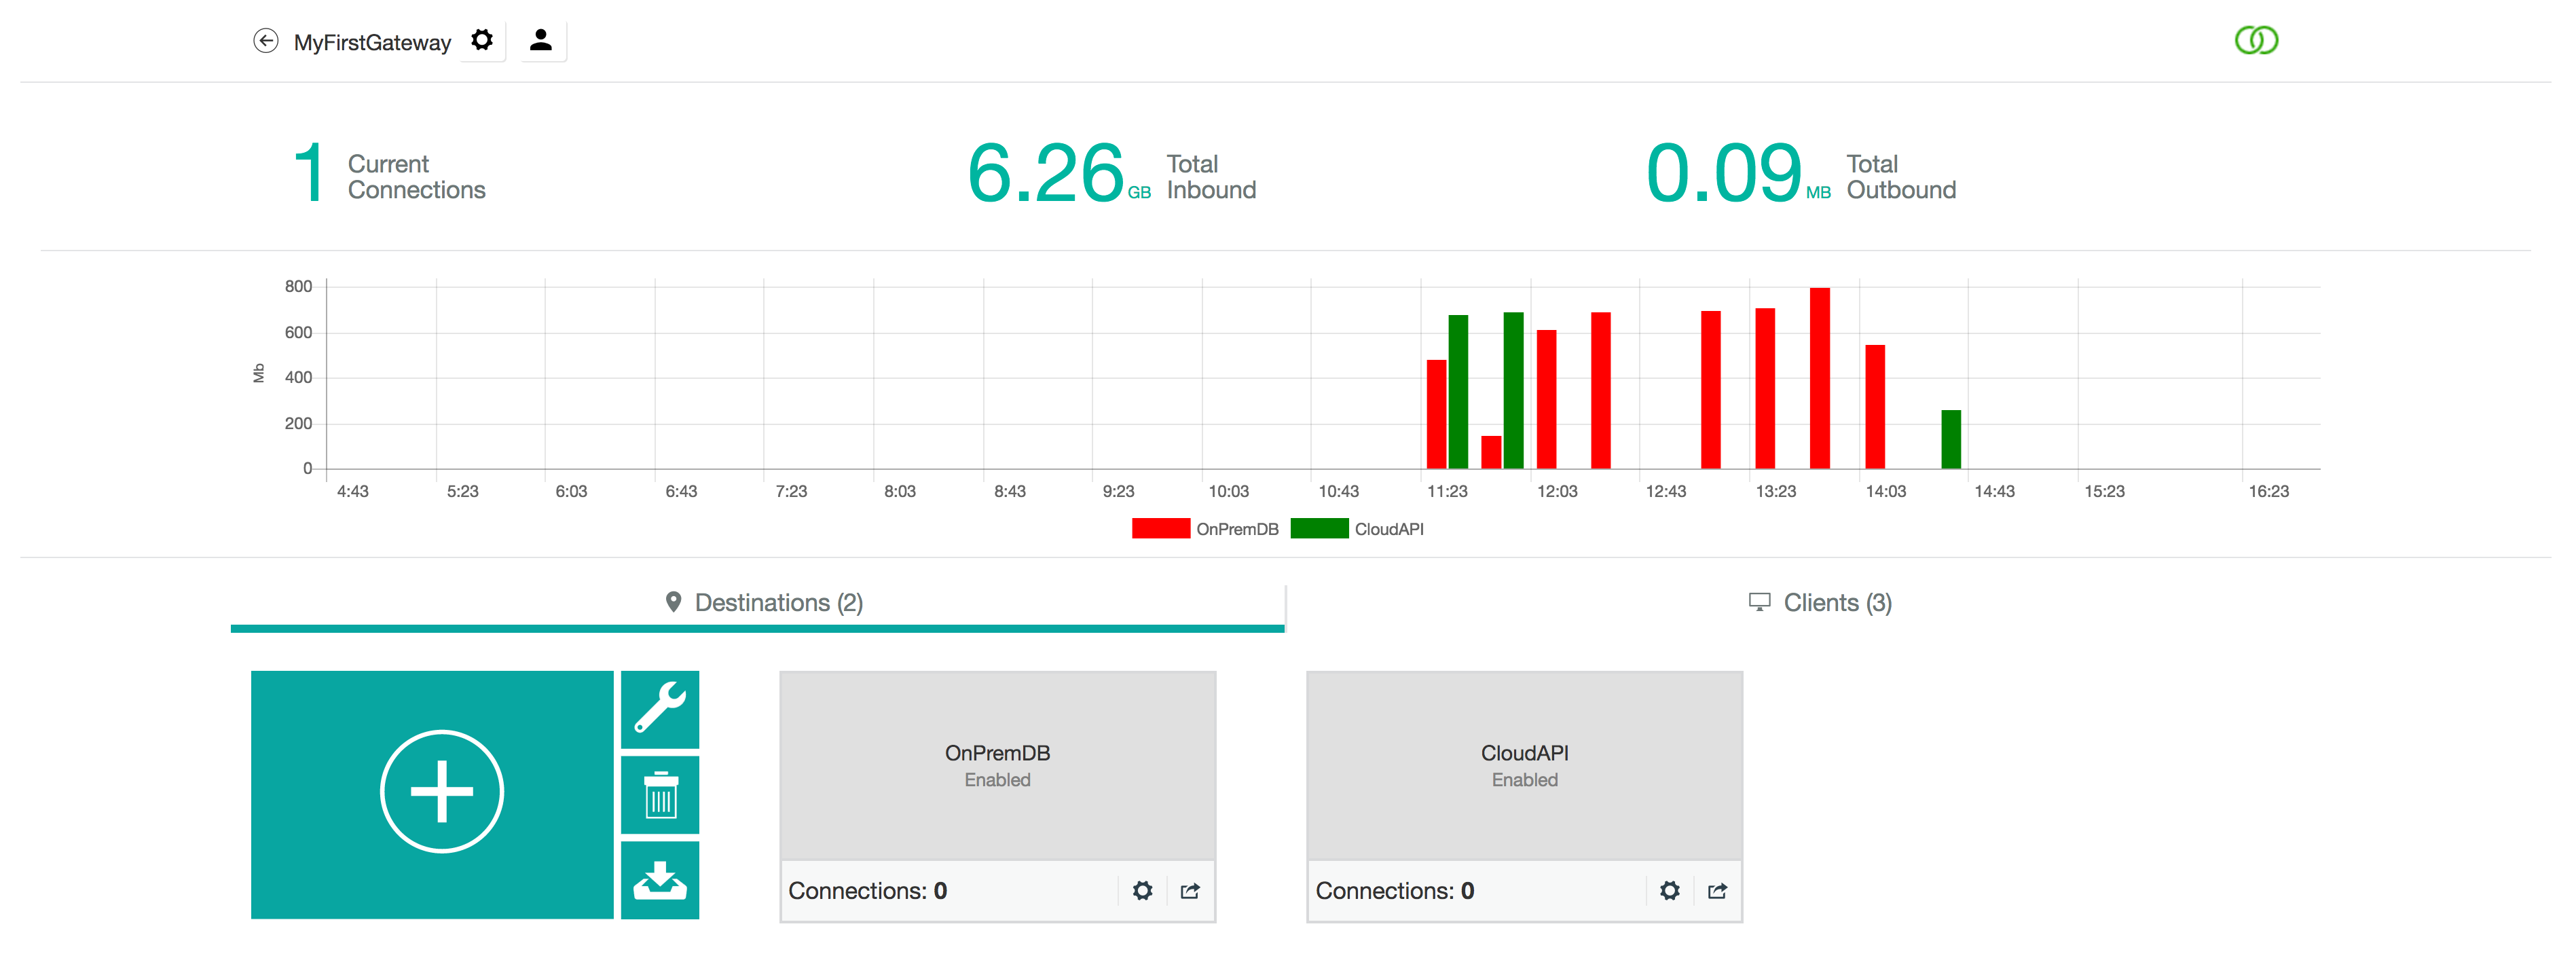 MyFirstGateway
1 Current Connections
6.26 GB Total Inbound
0.09 MB Total Outbound
800
600
400
200
0
Mb
4:43 5:23 6:03 6:43 7:23 8:03 8:43 9:23 10:03 10:43 11:23 12:03 12:43 13:23 14:03 14:43 15:23 16:23
OnPremDB CloudAPI
Destinations (2)
Clients (3)
OnPremDB
Enabled
Connections: 0
CloudAPI
Enabled
Connections: 0